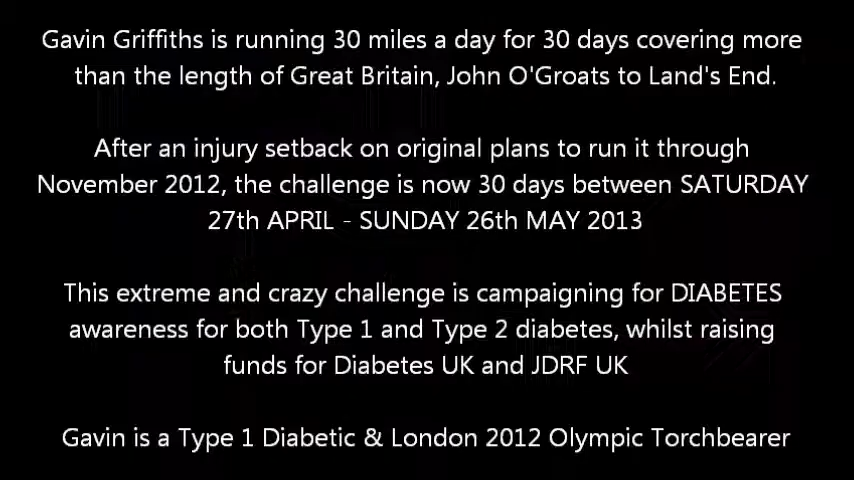 Gavin Griffiths is running 30 miles a day for 30 days covering more
than the length of Great Britain, John O'Groats to Land's End.
After an injury setback on original plans to run it through
November 2012, the challenge is now 30 days between SATURDAY
27th APRIL - SUNDAY 26th MAY 2013
This extreme and crazy challenge is campaigning for DIABETES
awareness for both Type 1 and Type 2 diabetes, whilst raising
funds for Diabetes UK and JDRF UK
Gavin is a Type 1 Diabetic & London 2012 Olympic Torchbearer